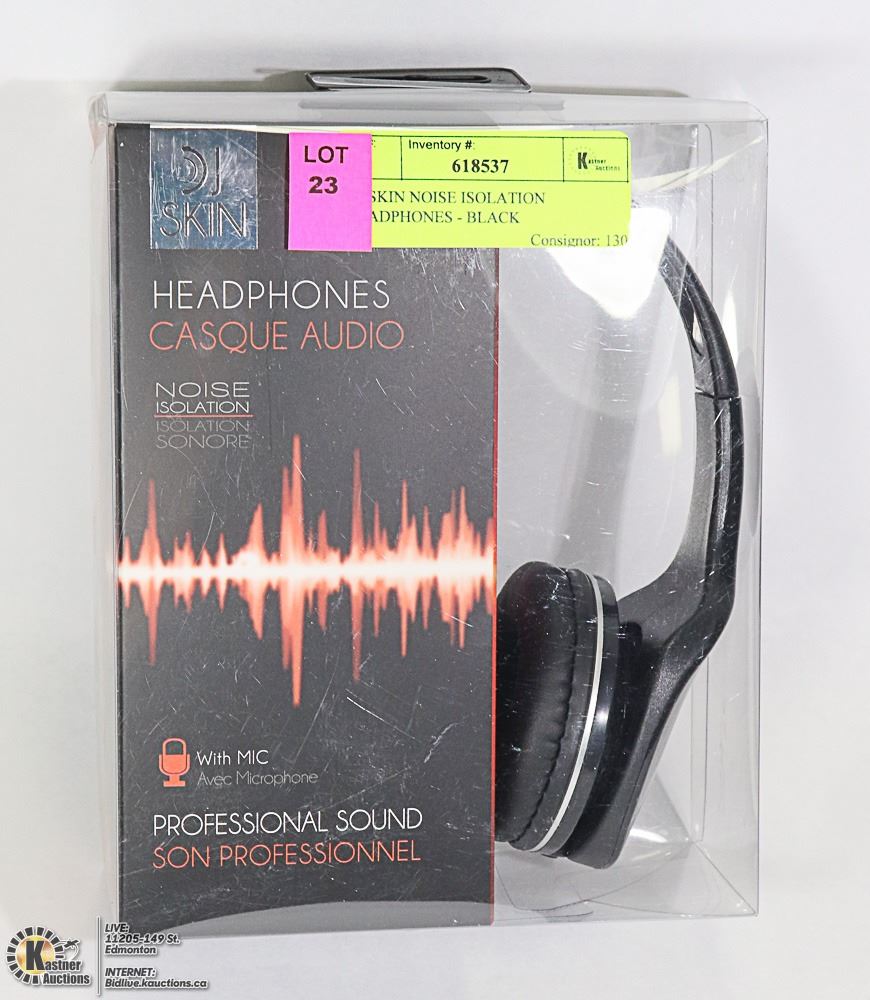 DJ
SKIN
LOT
23
Inventory #:
618537
Kastner
Auctions
SKIN NOISE ISOLATION
ADPHONES - BLACK
Consignor: 130
HEADPHONES
CASQUE AUDIO
NOISE
ISOLATION
ISOLATION
SONORE
With MIC
Avec Microphone
PROFESSIONAL SOUND
SON PROFESSIONNEL
Kastner
Auctions
LIVE:
11205-149 St.
Edmonton
INTERNET:
Bidlive.kauctions.ca